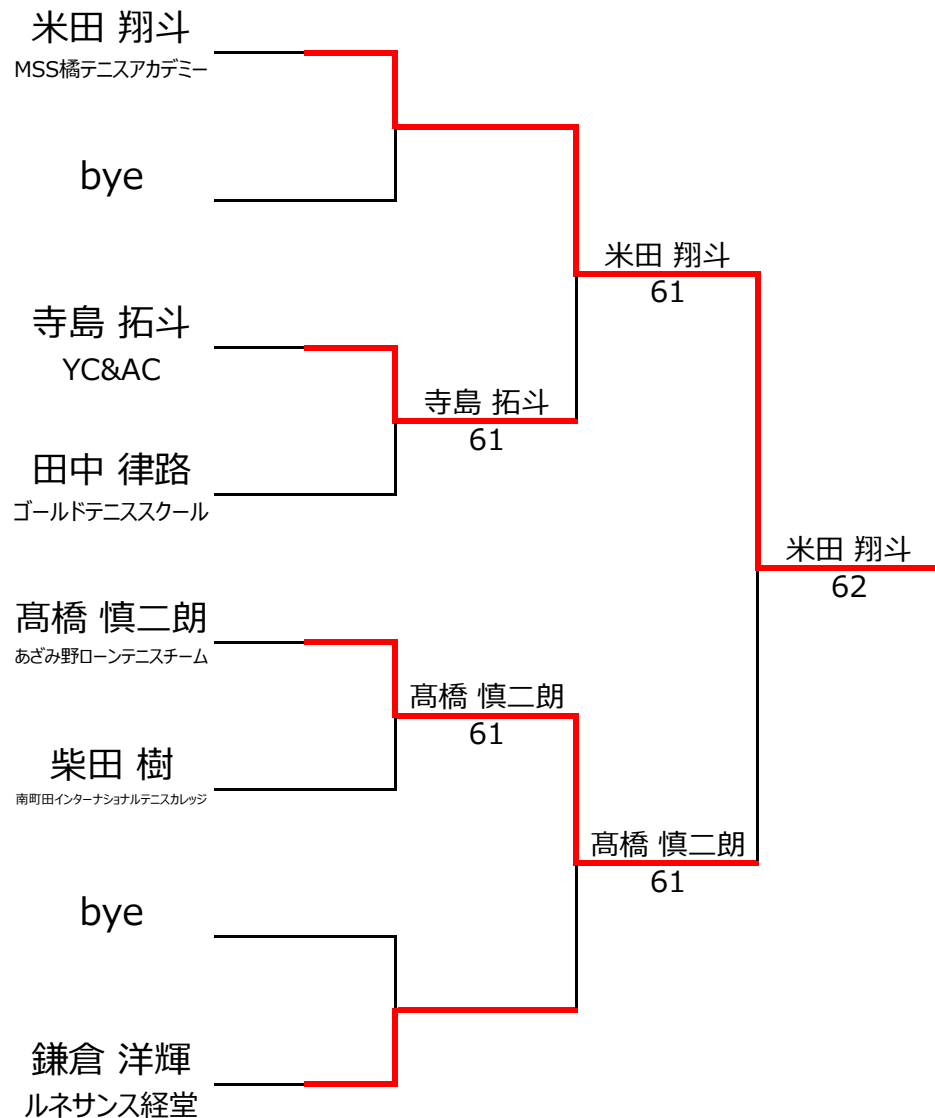 米田 翔斗
MSS橘テニスアカデミー
bye
寺島 拓斗
YC&AC
田中 律路
ゴールドテニススクール
髙橋 慎二朗
あざみ野ローンテニスチーム
柴田 樹
南町田インターナショナルテニスカレッジ
bye
鎌倉 洋輝
ルネサンス経堂
寺島 拓斗
61
髙橋 慎二朗
61
米田 翔斗
61
髙橋 慎二朗
61
米田 翔斗
62